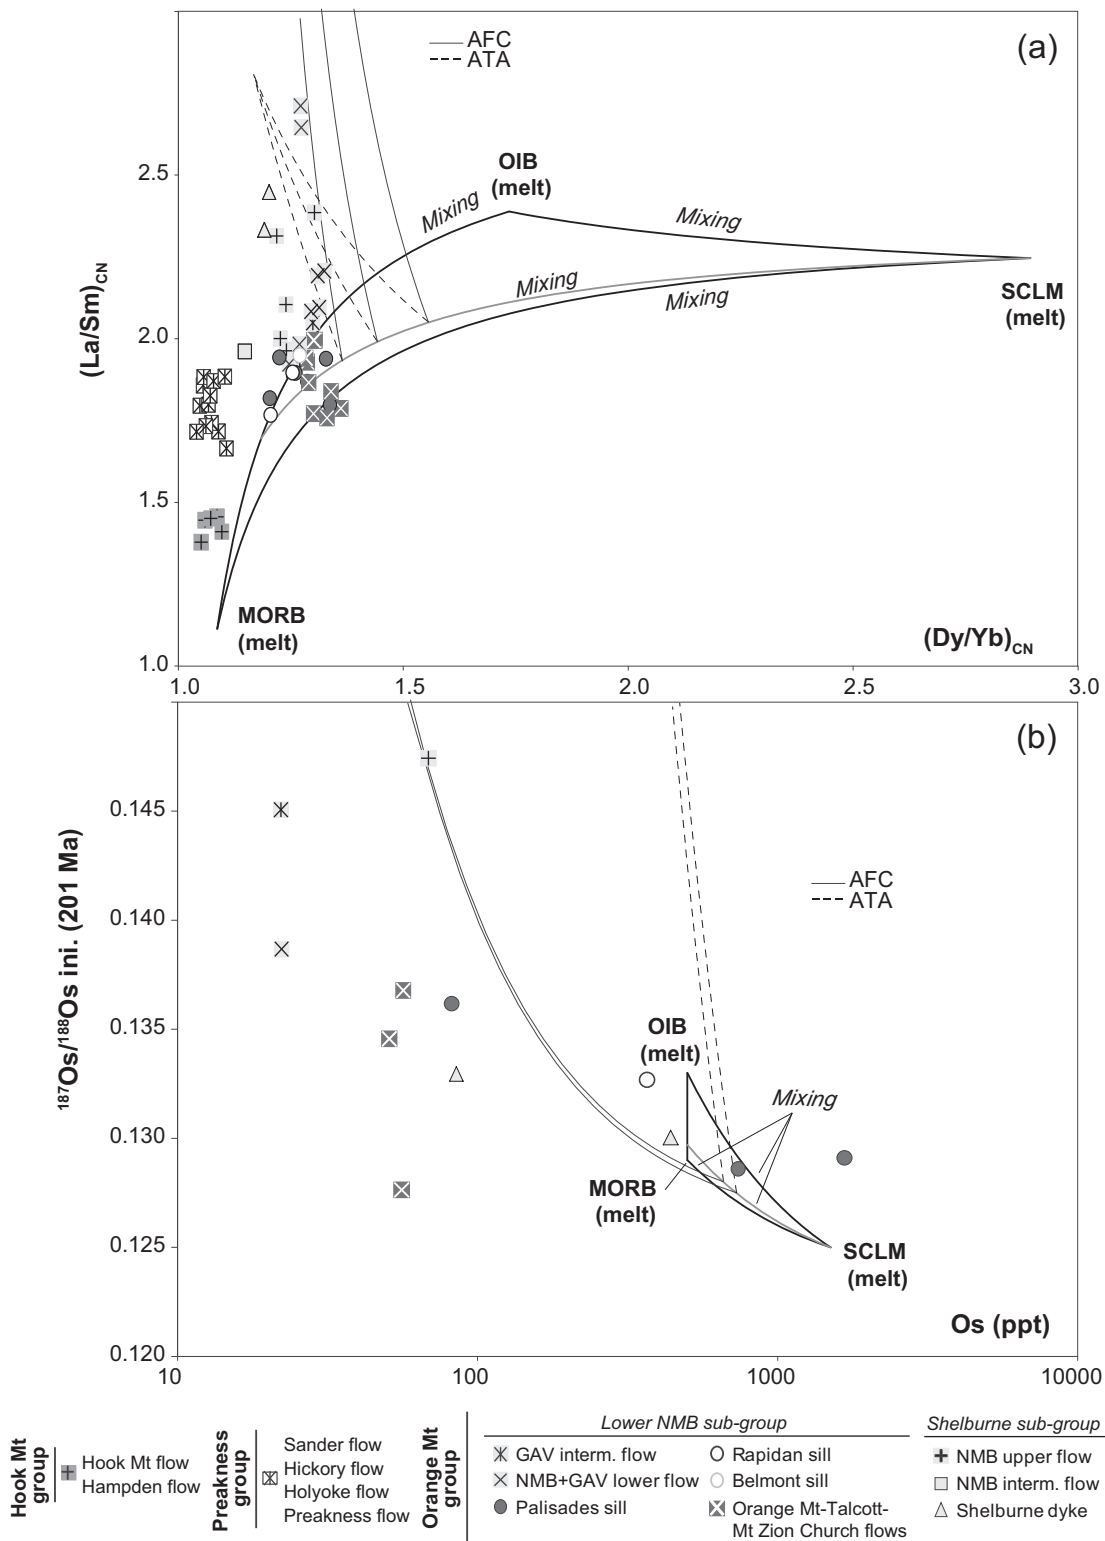 (a)
AFC
ATA
2.5
2.0
1.5
1.0
(La/Sm)CN
OIB
(melt)
Mixing
Mixing
Mixing
Mixing
SCLM
(melt)
MORB
(melt)
(Dy/Yb)CN
1.0
1.5
2.0
2.5
3.0
(b)
0.145
0.140
0.135
0.130
0.125
0.120
187Os/188Os ini. (201 Ma)
AFC
ATA
OIB
(melt)
Mixing
MORB
(melt)
SCLM
(melt)
Os (ppt)
10
100
1000
10000
Hook Mt
group
Hook Mt flow
Hampden flow
Preakness
group
Sander flow
Hickory flow
Holyoke flow
Preakness flow
Orange Mt
group
Lower NMB sub-group
GAV interm. flow
NMB+GAV lower flow
Palisades sill
Rapidan sill
Belmont sill
Orange Mt-Talcott-
Mt Zion Church flows
Shelburne sub-group
NMB upper flow
NMB interm. flow
Shelburne dyke